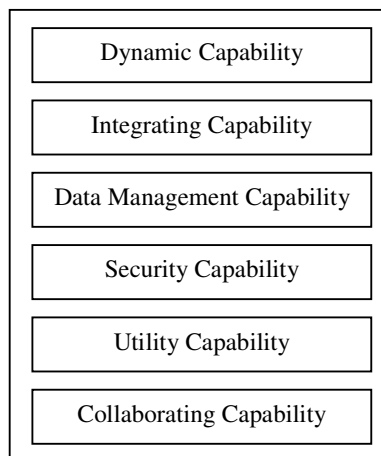 Dynamic Capability
Integrating Capability
Data Management Capability
Security Capability
Utility Capability
Collaborating Capability